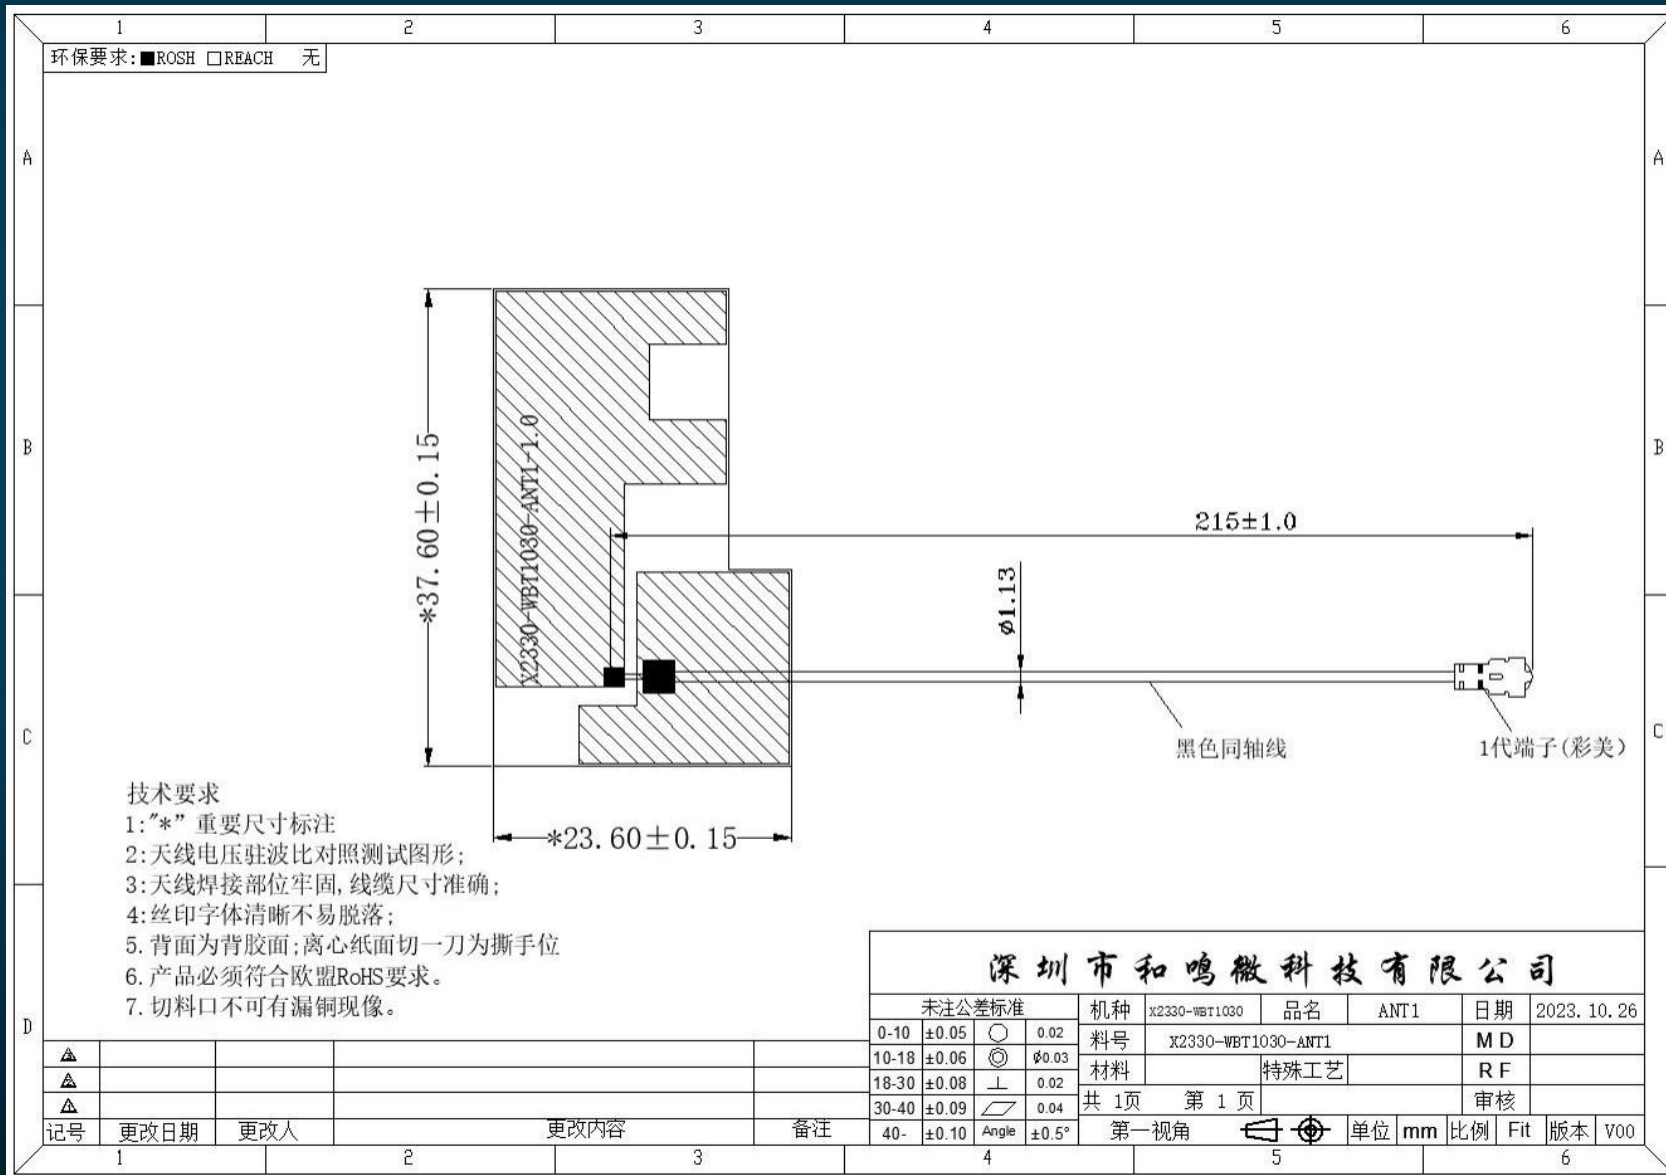 1 2 3 4 5 6
环保要求:■ROSH □REACH 无
A A
B B
C C
D
*37.60±0.15
X2330-WBT1030-ANT1-1.0
215±1.0
ø1.13
黑色同轴线
1代端子(彩美)
*23.60±0.15
技术要求
1:"*" 重要尺寸标注
2:天线电压驻波比对照测试图形;
3:天线焊接部位牢固,线缆尺寸准确;
4:丝印字体清晰不易脱落;
5.背面为背胶面;离心纸面切一刀为撕手位
6.产品必须符合欧盟RoHS要求。
7.切料口不可有漏铜现像。
深圳市和鸣微科技有限公司
未注公差标准 机种 X2330-WBT1030 品名 ANT1 日期 2023.10.26
0-10 ±0.05 0.02 料号 X2330-WBT1030-ANT1 MD
10-18 ±0.06 ø0.03 材料 特殊工艺 RF
18-30 ±0.08 0.02 共 1页 第 1 页 审核
30-40 ±0.09 0.04
40- ±0.10 Angle ±0.5° 第一视角 单位 mm 比例 Fit 版本 V00
3
2
1
记号 更改日期 更改人 更改内容 备注
1 2 3 4 5 6